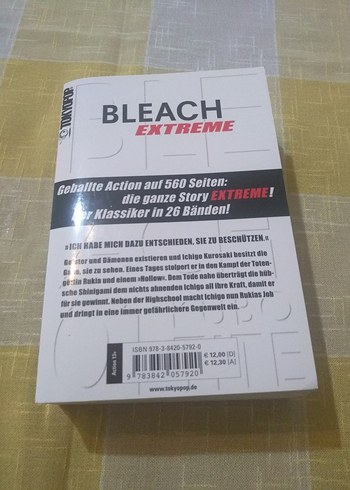 TOKYOPOP
BLEACH
EXTREME
Geballte Action auf 560 Seiten:
die ganze Story EXTREME!
Der Klassiker in 26 Bänden!
»ICH HABE MICH DAZU ENTSCHIEDEN, SIE ZU BESCHÜTZEN.«
Geister und Dämonen existieren und Ichigo Kurosaki besitzt die
Gabe, sie zu sehen. Eines Tages stolpert er in den Kampf der Toten-
göttin Rukia und einem »Hollow«. Dem Tode nahe überträgt die hüb-
sche Shinigami dem nichts ahnenden Ichigo all ihre Kraft, damit er
für sie gewinnt. Neben der Highschool macht Ichigo nun Rukias Job
und dringt in eine immer gefährlichere Gegenwelt ein.
Action 13+
ISBN 978-3-8420-5792-0
€ 12,00 (D)
€ 12,30 (A)
9 783842 057920
www.tokyopop.de